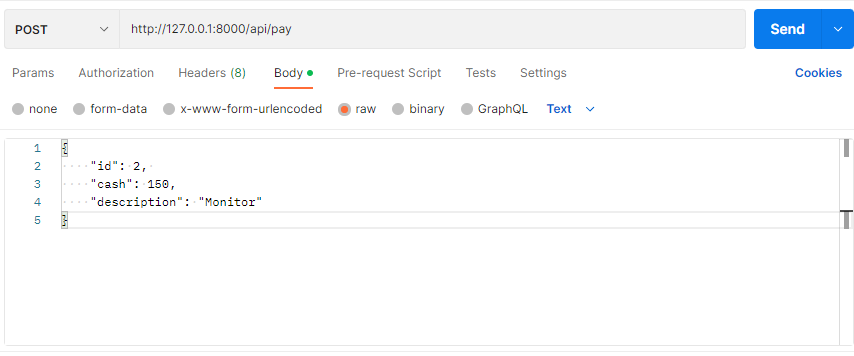 POST http://127.0.0.1:8000/api/pay Send
Params Authorization Headers (8) Body Pre-request Script Tests Settings Cookies
none form-data x-www-form-urlencoded raw binary GraphQL Text
1 {
2 "id": 2,
3 "cash": 150,
4 "description": "Monitor"
5 }